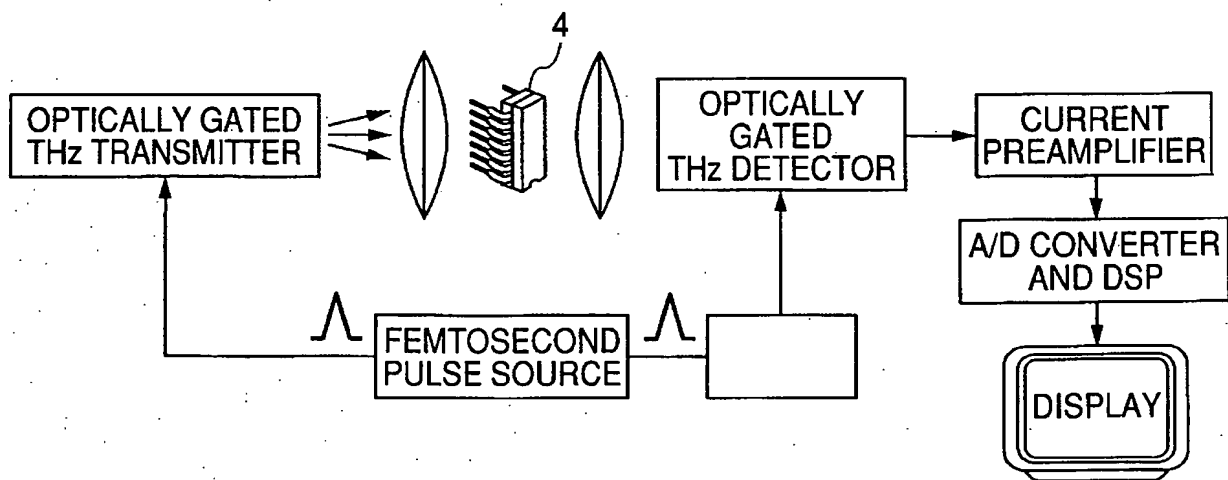 4
OPTICALLY GATED
THz TRANSMITTER
OPTICALLY
GATED
THz DETECTOR
CURRENT
PREAMPLIFIER
A/D CONVERTER
AND DSP
FEMTOSECOND
PULSE SOURCE
DISPLAY